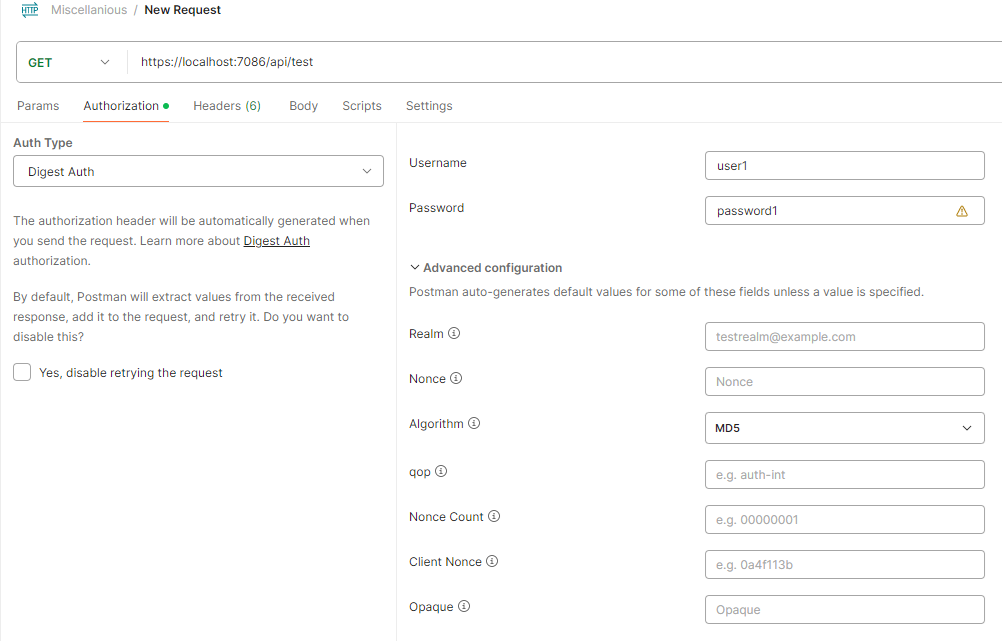 HTTP Miscellanious / New Request
GET https://localhost:7086/api/test
Params Authorization Headers (6) Body Scripts Settings
Auth Type
Digest Auth
The authorization header will be automatically generated when
you send the request. Learn more about Digest Auth
authorization.
By default, Postman will extract values from the received
response, add it to the request, and retry it. Do you want to
disable this?
Yes, disable retrying the request
Username user1
Password password1
Advanced configuration
Postman auto-generates default values for some of these fields unless a value is specified.
Realm testrealm@example.com
Nonce Nonce
Algorithm MD5
qop e.g. auth-int
Nonce Count e.g. 00000001
Client Nonce e.g. 0a4f113b
Opaque Opaque